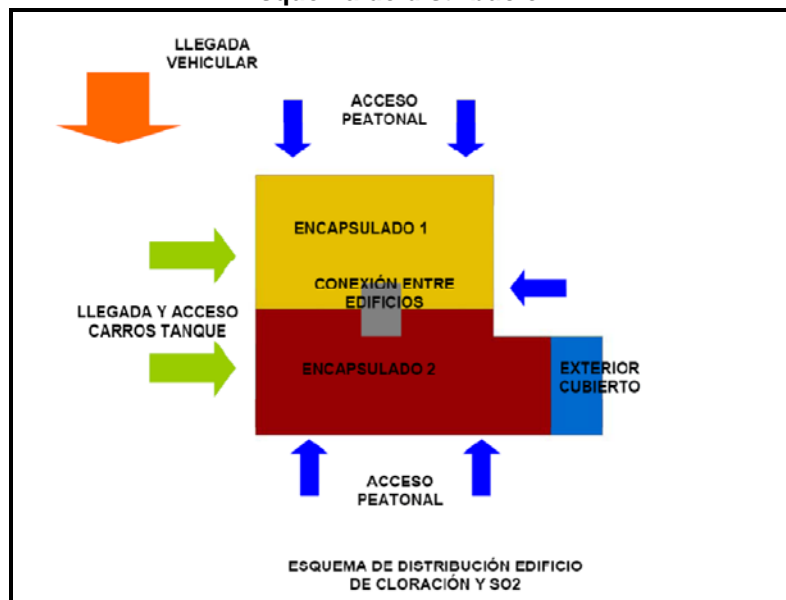 LLEGADA
VEHICULAR
ACCESO
PEATONAL
ENCAPSULADO 1
CONEXIÓN ENTRE
EDIFICIOS
LLEGADA Y ACCESO
CARROS TANQUE
ENCAPSULADO 2
EXTERIOR
CUBIERTO
ACCESO
PEATONAL
ESQUEMA DE DISTRIBUCIÓN EDIFICIO
DE CLORACIÓN Y SO2